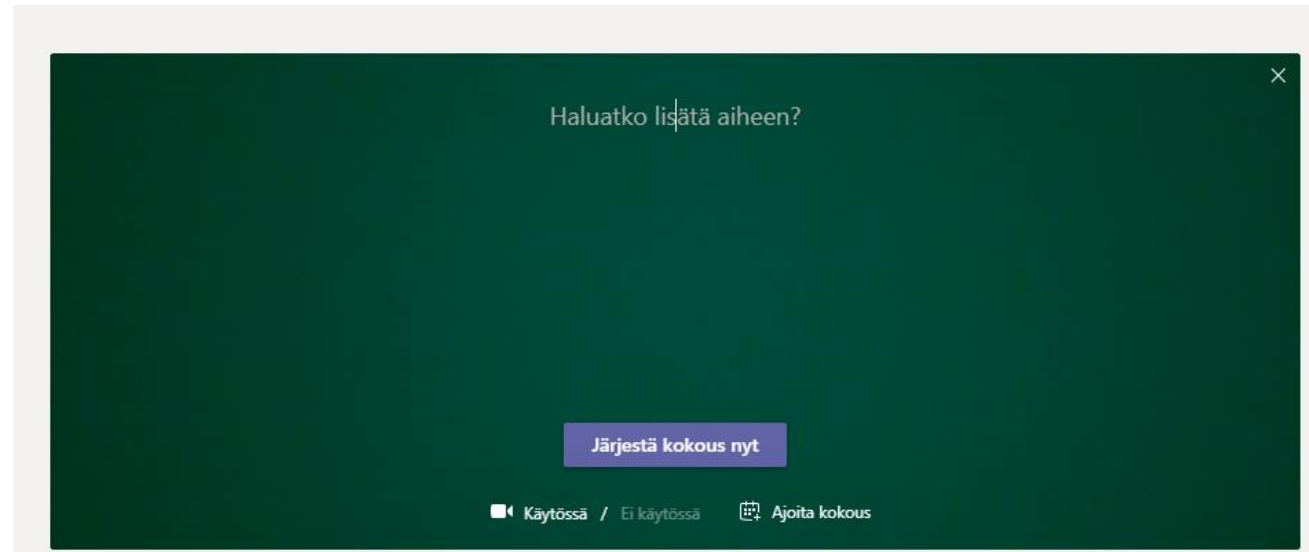 Haluatko lisätä aiheen?
Järjestä kokous nyt
Käytössä / Ei käytössä Ajoita kokous